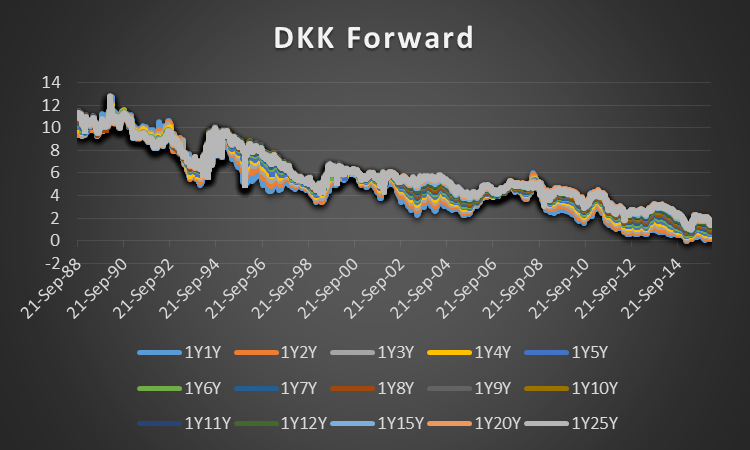 DKK Forward
14
12
10
8
6
4
2
0
-2
21-Sep-88 21-Sep-90 21-Sep-92 21-Sep-94 21-Sep-96 21-Sep-98 21-Sep-00 21-Sep-02 21-Sep-04 21-Sep-06 21-Sep-08 21-Sep-10 21-Sep-12 21-Sep-14
1Y1Y 1Y2Y 1Y3Y 1Y4Y 1Y5Y
1Y6Y 1Y7Y 1Y8Y 1Y9Y 1Y10Y
1Y11Y 1Y12Y 1Y15Y 1Y20Y 1Y25Y